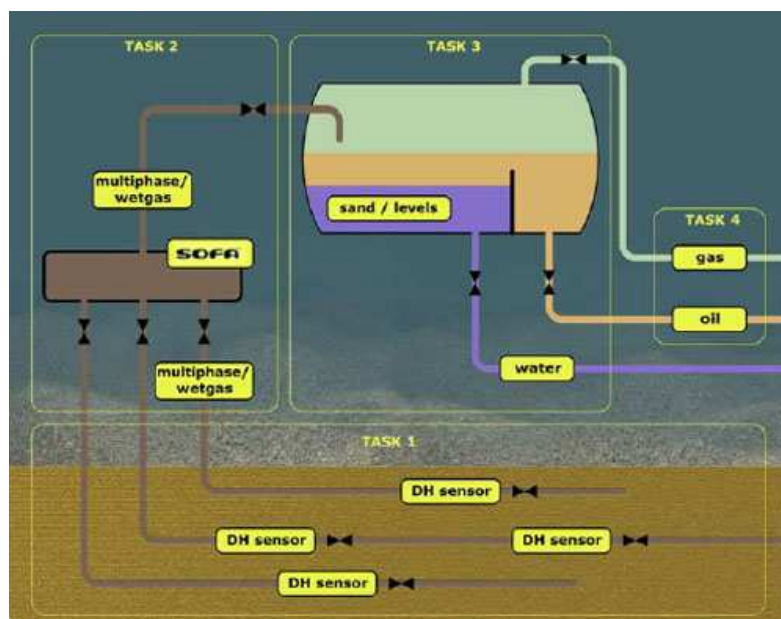 TASK 2
TASK 3
multiphase/
wetgas
sand / levels
TASK 4
SOFA
gas
oil
multiphase/
wetgas
water
TASK 1
DH sensor
DH sensor
DH sensor
DH sensor